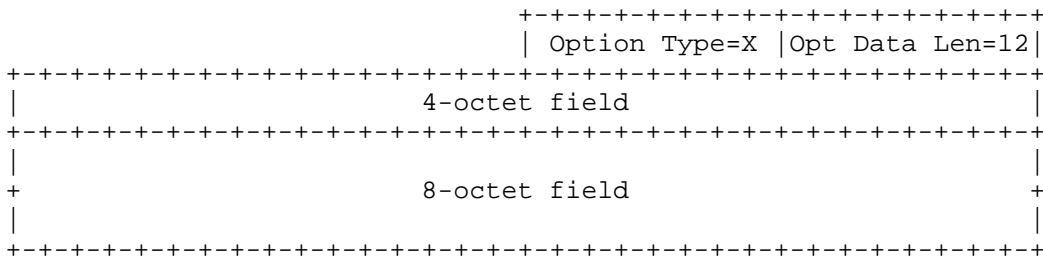 | Option Type=X |Opt Data Len=12|
4-octet field
8-octet field